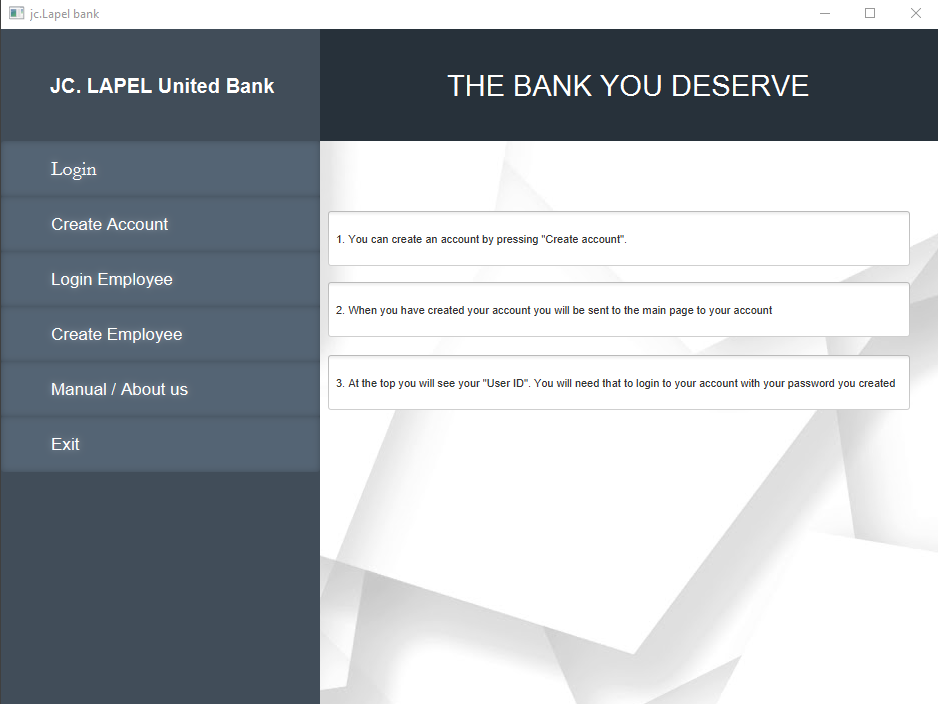 jc.Lapel bank
JC. LAPEL United Bank
THE BANK YOU DESERVE
Login
Create Account
Login Employee
Create Employee
Manual / About us
Exit
1. You can create an account by pressing "Create account".
2. When you have created your account you will be sent to the main page to your account
3. At the top you will see your "User ID". You will need that to login to your account with your password you created